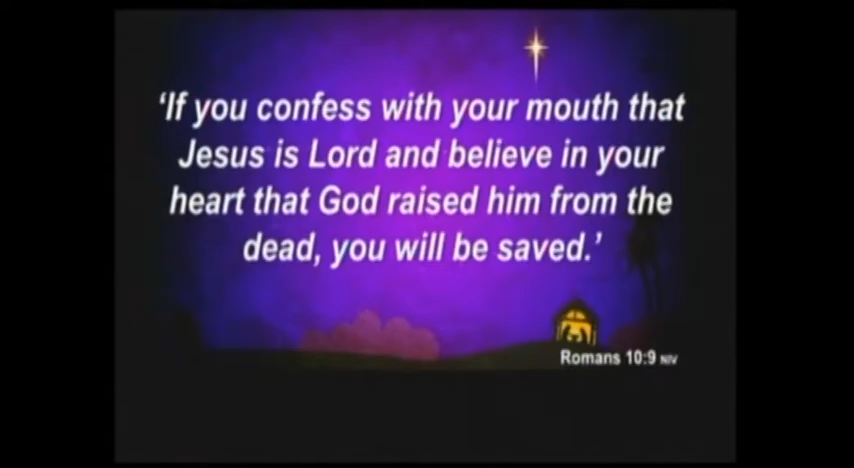 ‘If you confess with your mouth that
Jesus is Lord and believe in your
heart that God raised him from the
dead, you will be saved.’
Romans 10:9 NIV